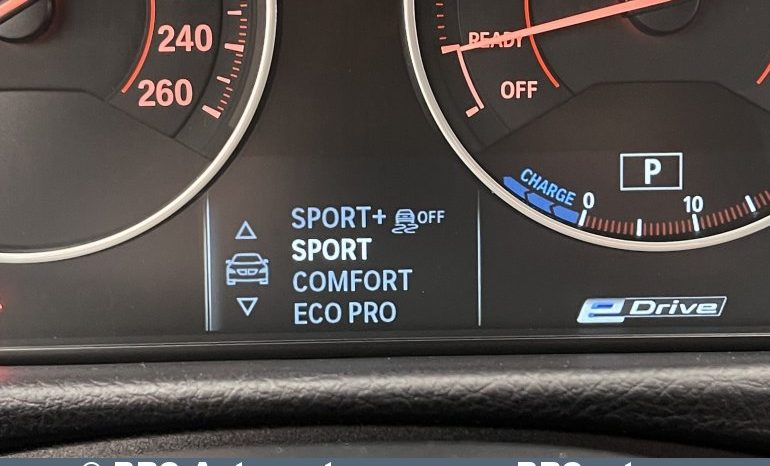 240
260
READY
OFF
P
CHARGE
0
10
SPORT+ OFF
SPORT
COMFORT
ECO PRO
eDrive